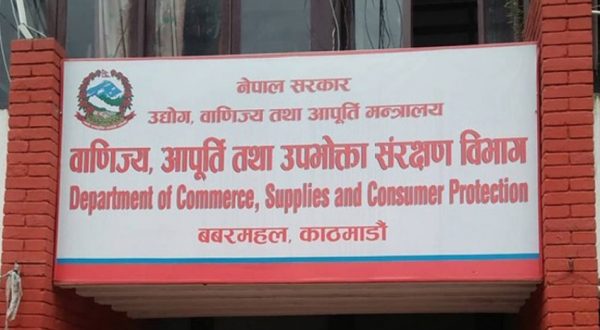 नेपाल सरकार
उद्योग, वाणिज्य तथा आपूर्ति मन्त्रालय
वाणिज्य, आपूर्ति तथा उपभोक्ता संरक्षण विभाग
Department of Commerce, Supplies and Consumer Protection
बबरमहल, काठमाडौं